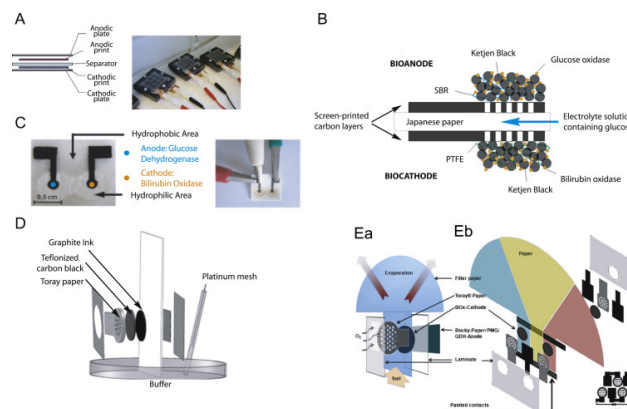 A
Anodic
plate
Anodic
print
Separator
Cathodic
print
Cathodic
plate
B
BIOANODE
Ketjen Black
Glucose oxidase
SBR
Screen-printed
carbon layers
Japanese paper
Electrolyte solution
containing glucose
PTFE
BIOCATHODE
Ketjen Black
Bilirubin oxidase
C
Hydrophobic Area
Anode:Glucose
Dehydrogenase
Cathode:
Bilirubin Oxidase
Hydrophilic Area
0.5 cm
D
Graphite Ink
Teflonized
carbon black
Toray paper
Platinum mesh
Buffer
Ea
Evaporation
Filter paper
Toray® Paper
BOx-Cathode
Bucky-Paper/PMG/
GDH-Anode
Laminate
O₂
fuel
Eb
Paper
Painted contacts